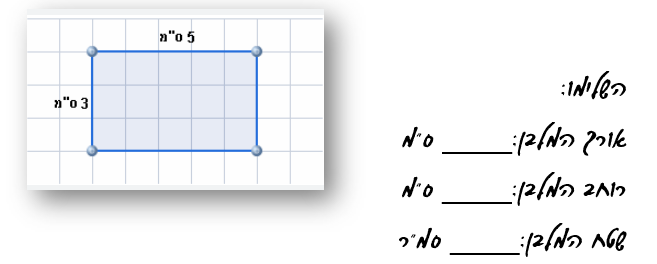 5 ס"מ
3 ס"מ
השלימו:
אורך המלבן: _____ ס"מ
רוחב המלבן: _____ ס"מ
שטח המלבן: _____ סמ"ר